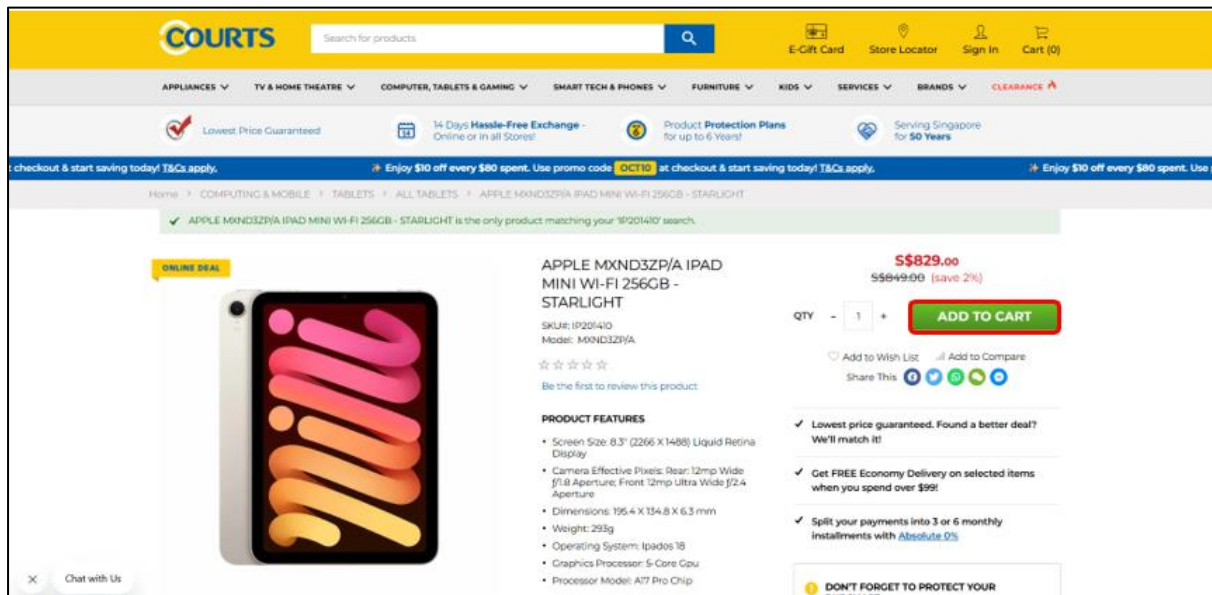 COURTS
Search for products
E-Gift Card
Store Locator
Sign In
Cart (0)
APPLIANCES
TV & HOME THEATRE
COMPUTER, TABLETS & GAMING
SMART TECH & PHONES
FURNITURE
KIDS
SERVICES
BRANDS
CLEARANCE
Lowest Price Guaranteed
14 Days Hassle-Free Exchange -
Online or in all Stores!
Product Protection Plans
for up to 6 Years!
Serving Singapore
for 50 Years
checkout & start saving today! T&Cs apply.
Enjoy $10 off every $80 spent. Use promo code OCT10 at checkout & start saving today! T&Cs apply.
Enjoy $10 off every $80 spent. Use
Home > COMPUTING & MOBILE > TABLETS > ALL TABLETS > APPLE MXND3ZP/A IPAD MINI WI-FI 256GB - STARLIGHT
APPLE MXND3ZP/A IPAD MINI WI-FI 256GB - STARLIGHT is the only product matching your 'IP201410' search.
ONLINE DEAL
APPLE MXND3ZP/A IPAD
MINI WI-FI 256GB -
STARLIGHT
SKU#: IP201410
Model: MXND3ZP/A
Be the first to review this product
PRODUCT FEATURES
• Screen Size: 8.3" (2266 X 1488) Liquid Retina
Display
• Camera Effective Pixels: Rear: 12mp Wide
ƒ/1.8 Aperture; Front 12mp Ultra Wide ƒ/2.4
Aperture
• Dimensions: 195.4 X 134.8 X 6.3 mm
• Weight: 293g
• Operating System: Ipados 18
• Graphics Processor: 5-Core Gpu
• Processor Model: A17 Pro Chip
S$829.00
S$849.00 (save 2%)
QTY - 1 +
ADD TO CART
Add to Wish List
Add to Compare
Share This
Lowest price guaranteed. Found a better deal?
We'll match it!
Get FREE Economy Delivery on selected items
when you spend over $99!
Split your payments into 3 or 6 monthly
installments with Absolute 0%
DON'T FORGET TO PROTECT YOUR
Chat with Us